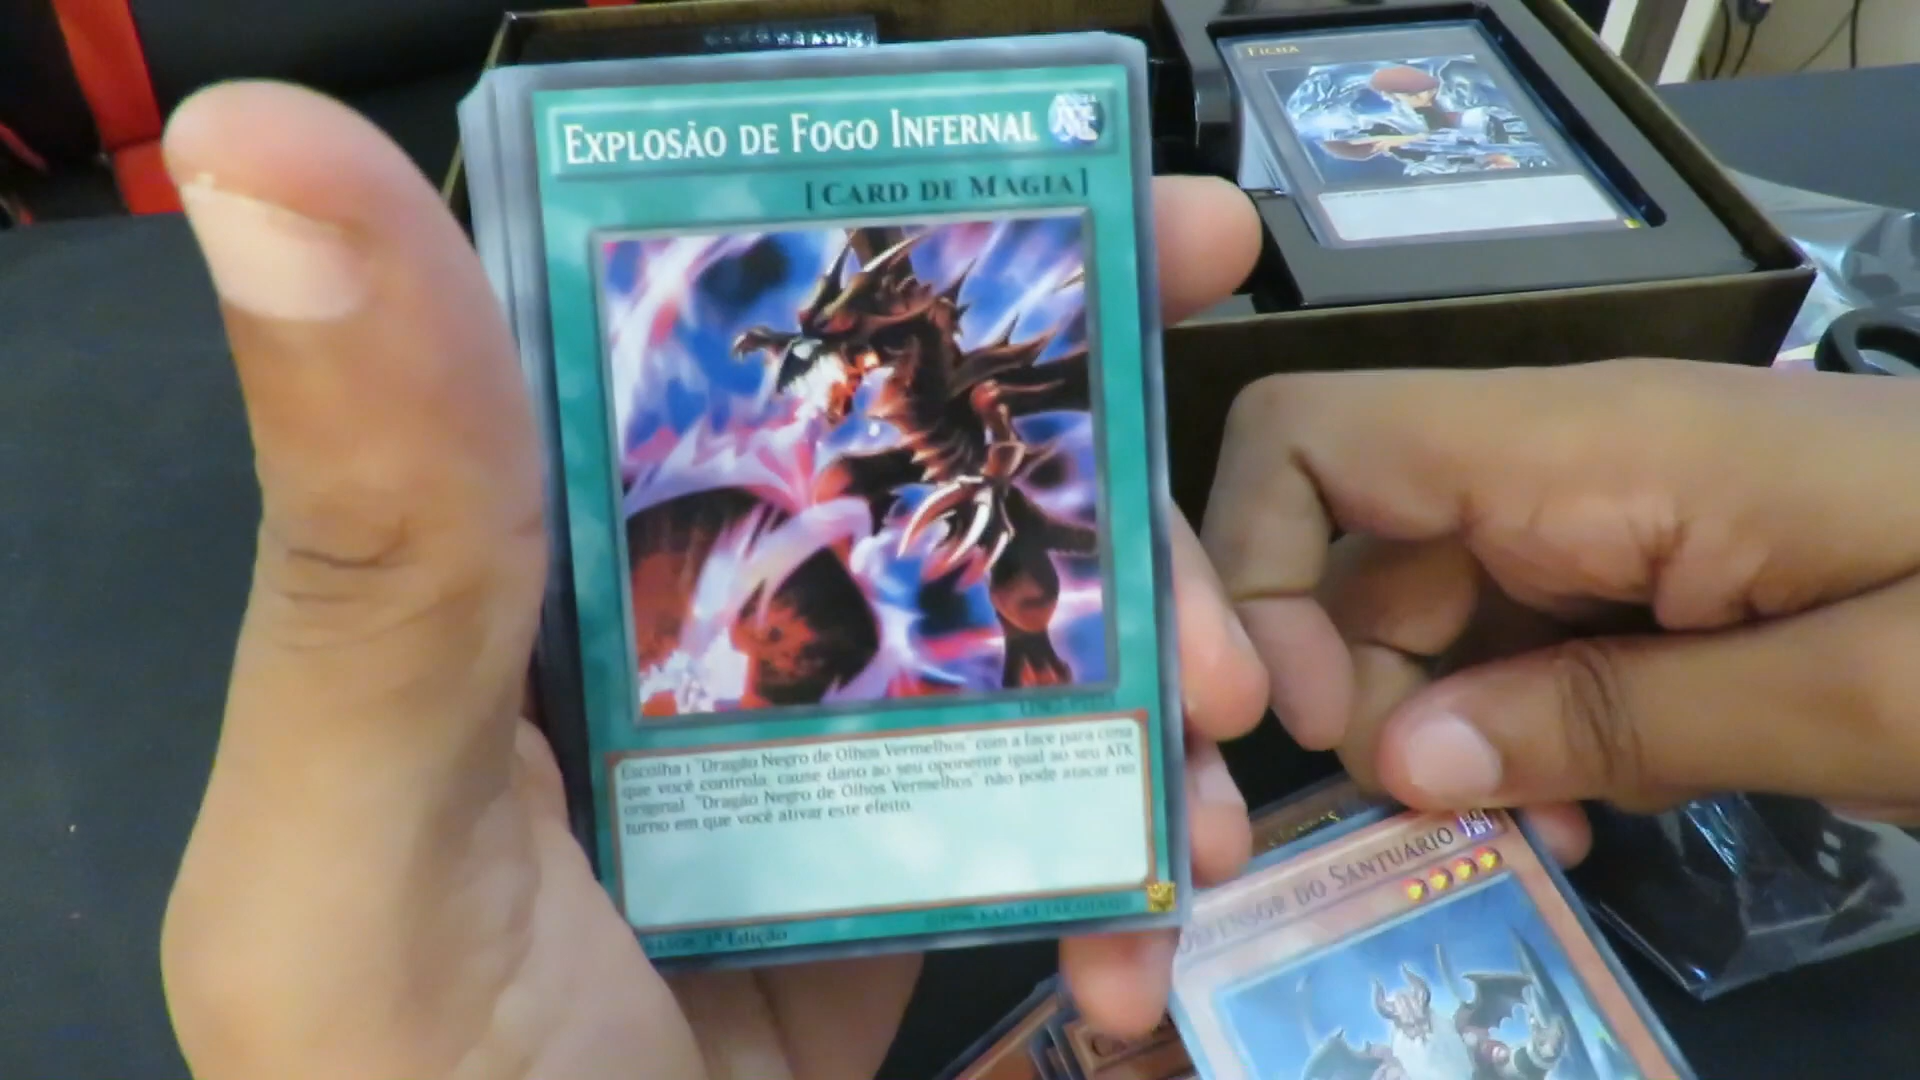 Ficha
Explosão de Fogo Infernal
[Card de Magia]
Escolha 1 "Dragão Negro de Olhos Vermelhos" com a face para cima
que você controla; cause dano ao seu oponente igual ao seu ATK
original. "Dragão Negro de Olhos Vermelhos" não pode atacar no
turno em que você ativar este efeito.
1ª Edição
©1996 KAZUKI TAKAHASHI
Defensor do Santuário